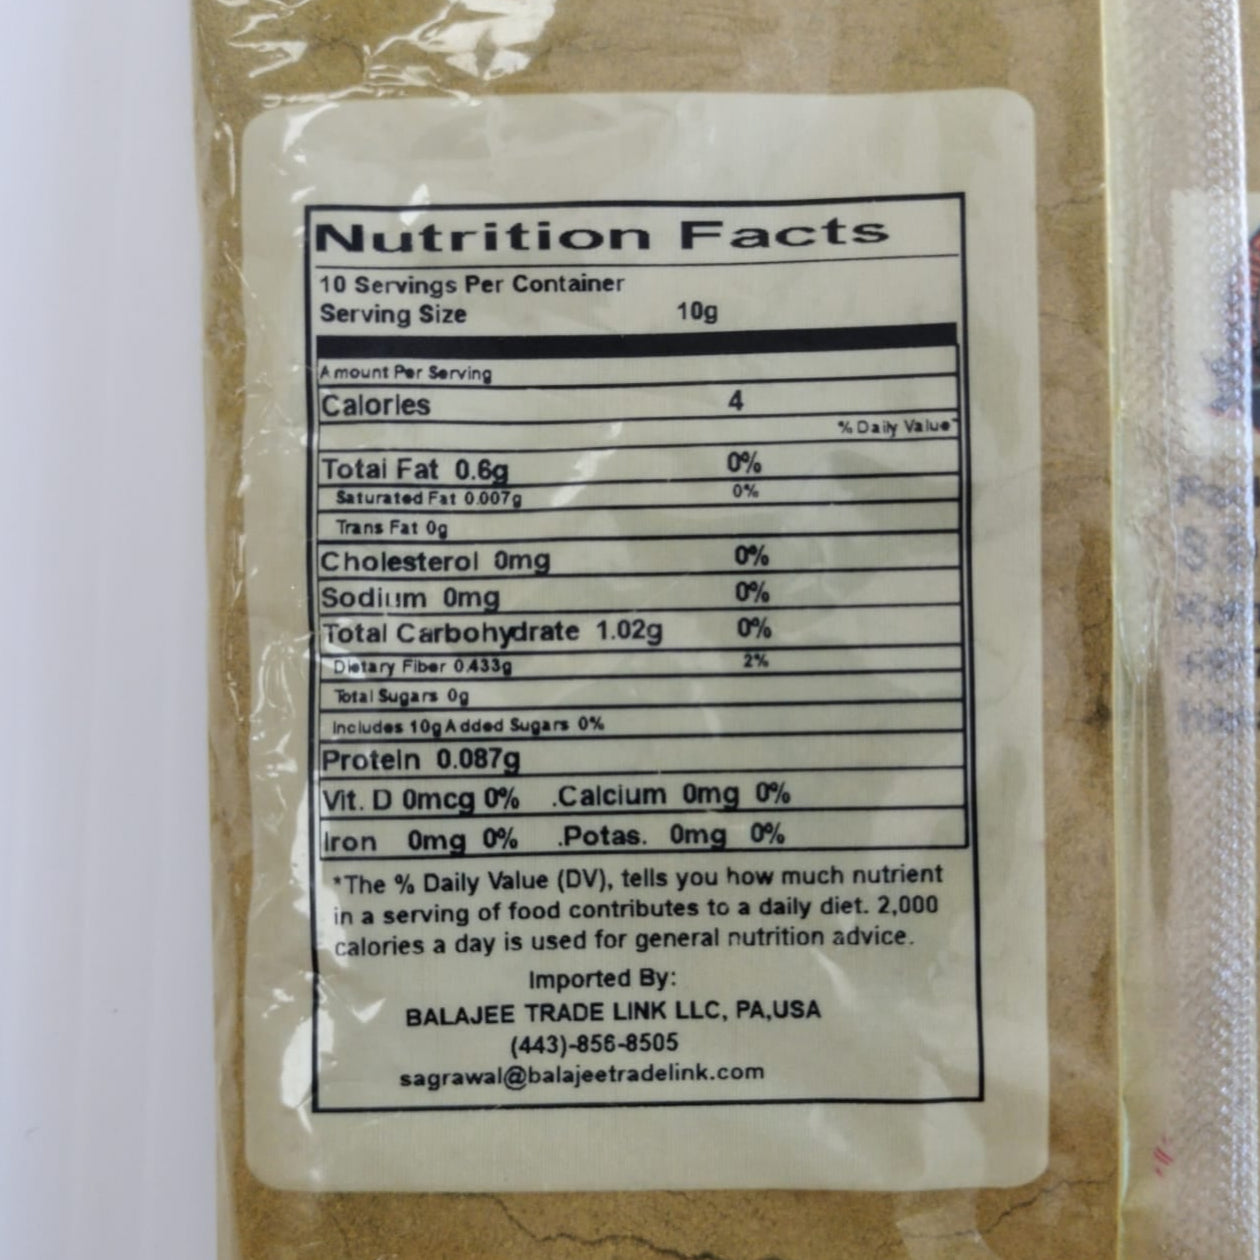 Nutrition Facts
10 Servings Per Container
Serving Size 10g
Amount Per Serving
Calories 4
% Daily Value*
Total Fat 0.6g 0%
Saturated Fat 0.007g 0%
Trans Fat 0g
Cholesterol 0mg 0%
Sodium 0mg 0%
Total Carbohydrate 1.02g 0%
Dietary Fiber 0.433g 2%
Total Sugars 0g
Includes 10g Added Sugars 0%
Protein 0.087g
Vit. D 0mcg 0% .Calcium 0mg 0%
Iron 0mg 0% .Potas. 0mg 0%
*The % Daily Value (DV), tells you how much nutrient
in a serving of food contributes to a daily diet. 2,000
calories a day is used for general nutrition advice.
Imported By:
BALAJEE TRADE LINK LLC, PA,USA
(443)-856-8505
sagrawal@balajeetradelink.com